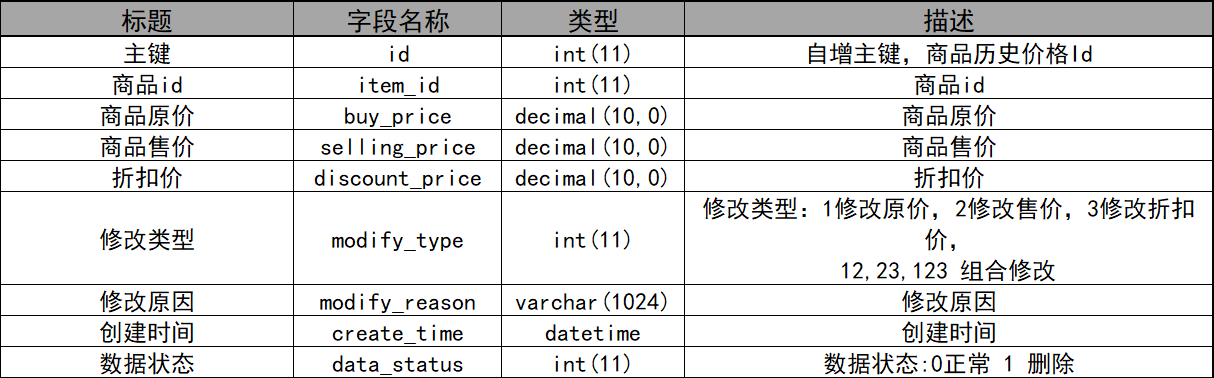 标题 字段名称 类型 描述
主键 id int(11) 自增主键，商品历史价格Id
商品id item_id int(11) 商品id
商品原价 buy_price decimal(10,0) 商品原价
商品售价 selling_price decimal(10,0) 商品售价
折扣价 discount_price decimal(10,0) 折扣价
修改类型 modify_type int(11) 修改类型：1修改原价，2修改售价，3修改折扣
价，
12,23,123 组合修改
修改原因 modify_reason varchar(1024) 修改原因
创建时间 create_time datetime 创建时间
数据状态 data_status int(11) 数据状态:0正常 1 删除